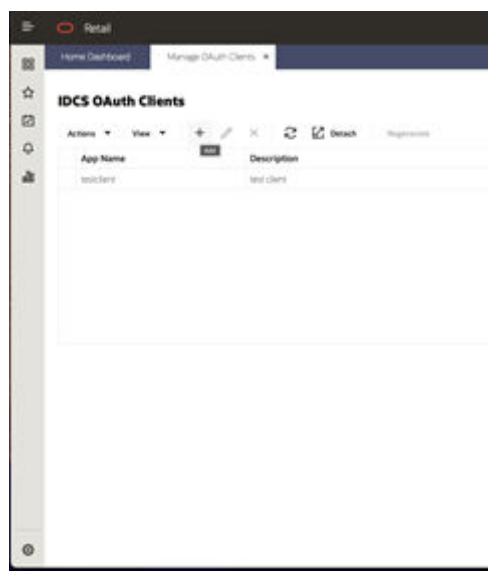 Retail
Home Dashboard Manage OAuth Clients ×
IDCS OAuth Clients
Actions View Detach Regenerate
Add
App Name Description
testclient test client